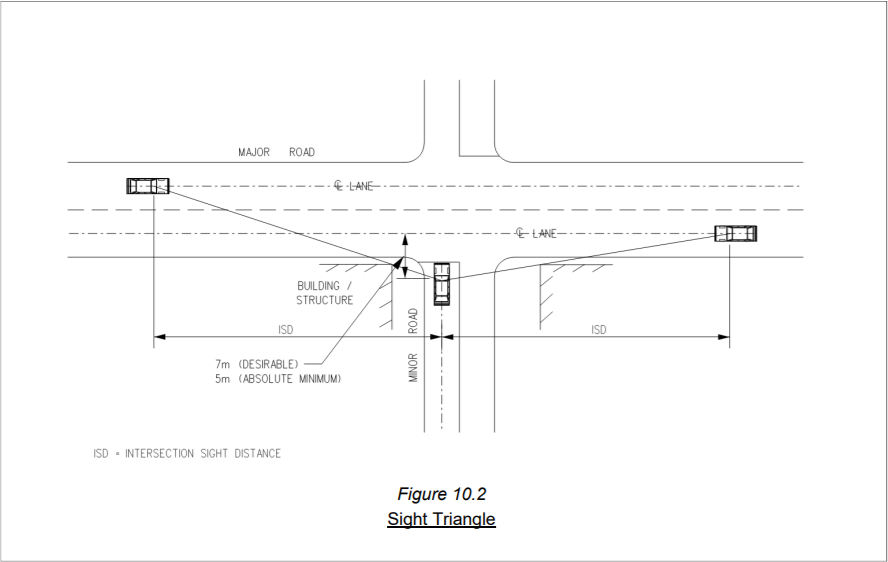 MAJOR ROAD
℄ LANE
℄ LANE
BUILDING /
STRUCTURE
ISD
ISD
MINOR ROAD
7m (DESIRABLE)
5m (ABSOLUTE MINIMUM)
ISD = INTERSECTION SIGHT DISTANCE
Figure 10.2
Sight Triangle